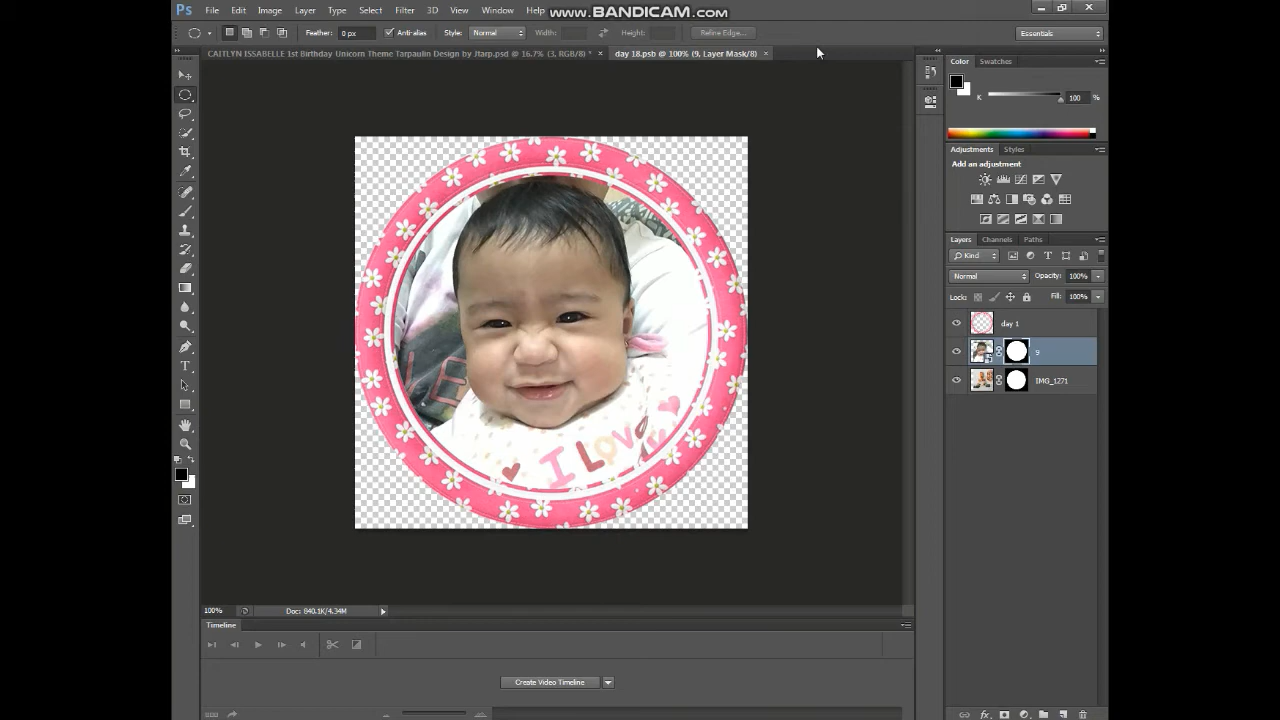 Ps File Edit Image Layer Type Select Filter 3D View Window Help
www.BANDICAM.com
Feather: 0 px Anti-alias Style: Normal Width: Height: Refine Edge... Essentials
CAITLYN ISSABELLE 1st Birthday Unicorn Theme Tarpaulin Design by Jtarp.psd @ 16.7% (3, RGB/8) * × day 18.psb @ 100% (9, Layer Mask/8) ×
Color Swatches
K 100 %
Adjustments Styles
Add an adjustment
Layers Channels Paths
Kind
Normal Opacity: 100%
Lock: Fill: 100%
day 1
9
IMG_1271
I Love
100% Doc: 840.1K/4.34M
Timeline
Create Video Timeline